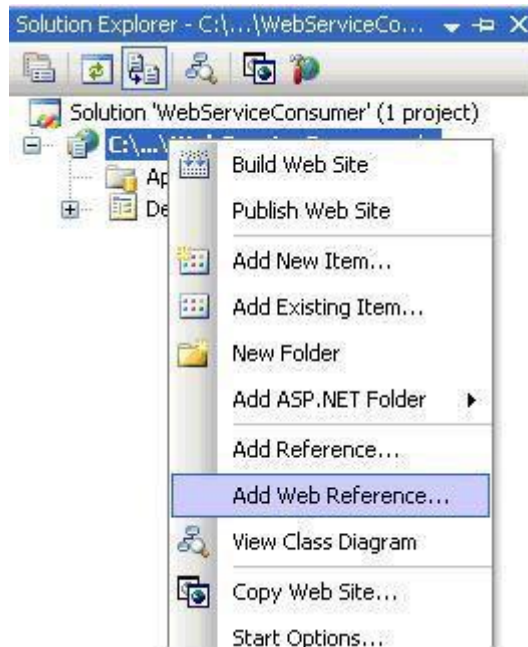 Solution Explorer - C:\...\WebServiceCo...
Solution 'WebServiceConsumer' (1 project)
C:\...\
Build Web Site
Publish Web Site
Add New Item...
Add Existing Item...
New Folder
Add ASP.NET Folder
Add Reference...
Add Web Reference...
View Class Diagram
Copy Web Site...
Start Options...